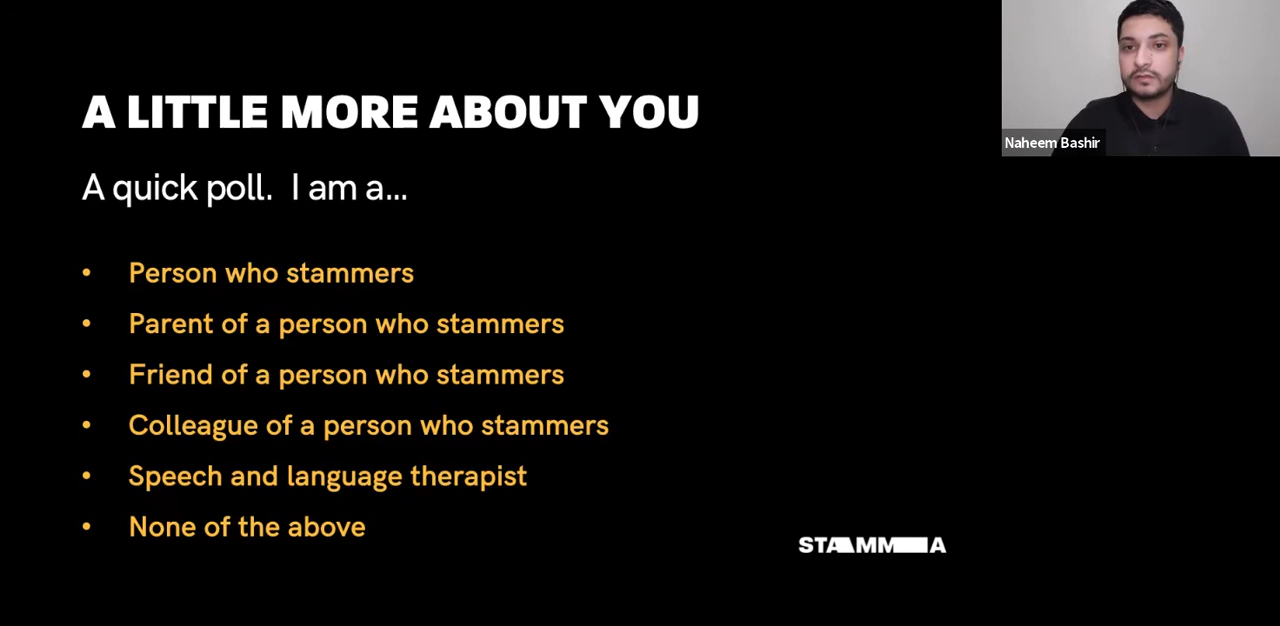 A LITTLE MORE ABOUT YOU
A quick poll. I am a...
• Person who stammers
• Parent of a person who stammers
• Friend of a person who stammers
• Colleague of a person who stammers
• Speech and language therapist
• None of the above
STAMMA
Naheem Bashir